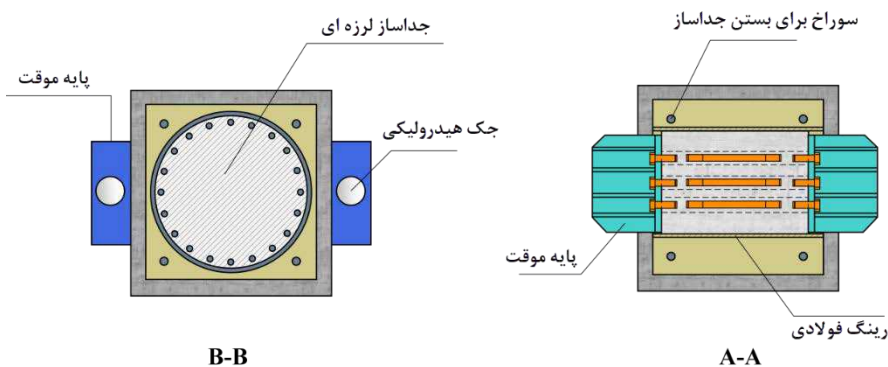 جداساز لرزه ای
سوراخ برای بستن جداساز
پایه موقت
جک هیدرولیکی
پایه موقت
رینگ فولادی
B-B
A-A